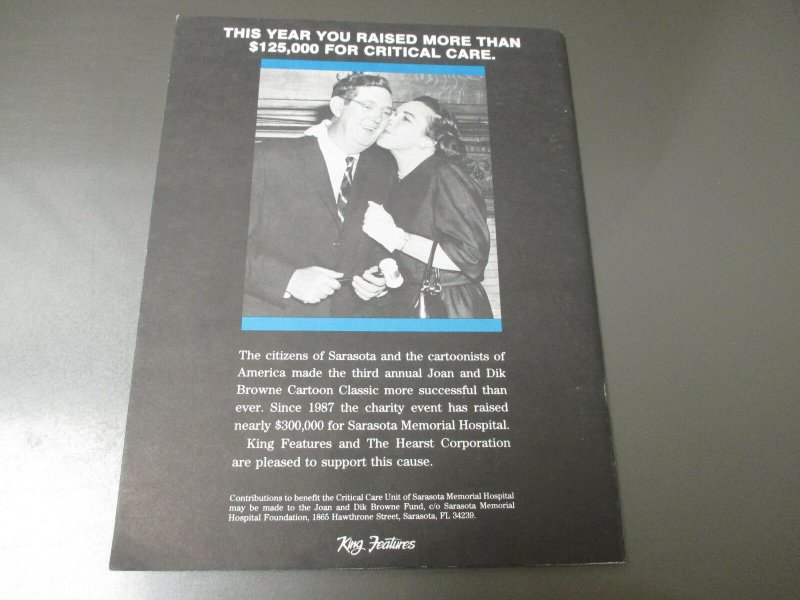 THIS YEAR YOU RAISED MORE THAN
$125,000 FOR CRITICAL CARE.
The citizens of Sarasota and the cartoonists of
America made the third annual Joan and Dik
Browne Cartoon Classic more successful than
ever. Since 1987 the charity event has raised
nearly $300,000 for Sarasota Memorial Hospital.
King Features and The Hearst Corporation
are pleased to support this cause.
Contributions to benefit the Critical Care Unit of Sarasota Memorial Hospital
may be made to the Joan and Dik Browne Fund, c/o Sarasota Memorial
Hospital Foundation, 1865 Hawthrone Street, Sarasota, FL 34239.
King Features